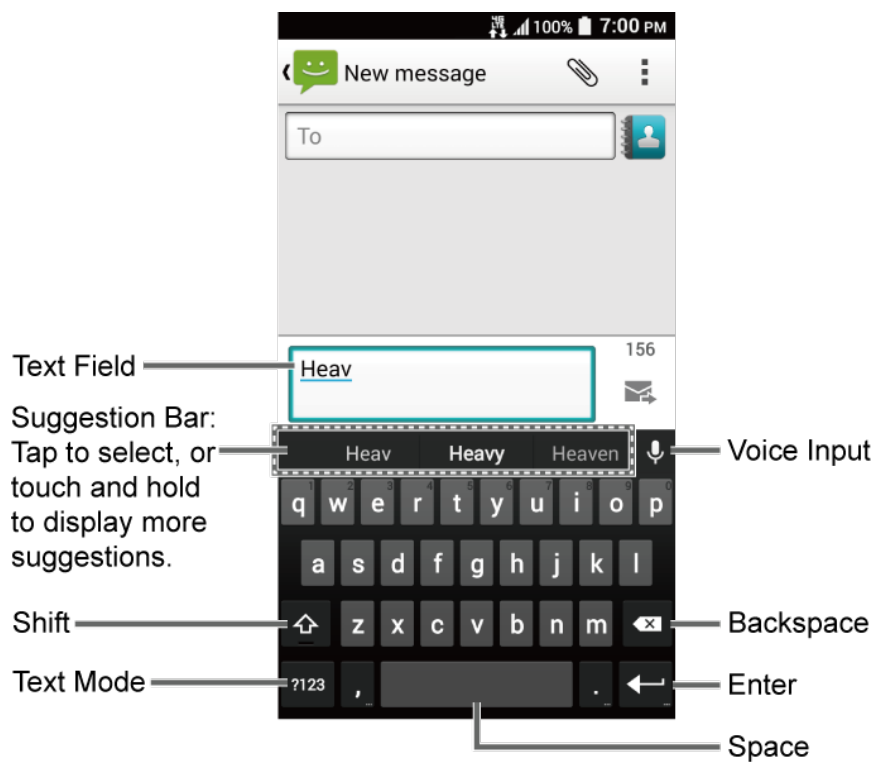 4G LTE 100% 7:00 PM
New message
To
156
Text Field
Heav
Suggestion Bar:
Tap to select, or
touch and hold
to display more
suggestions.
Heav Heavy Heaven
Voice Input
1 2 3 4 5 6 7 8 9 0
q w e r t y u i o p
a s d f g h j k l
Shift
z x c v b n m
Backspace
Text Mode
?123 , ... . ... ...
Enter
Space